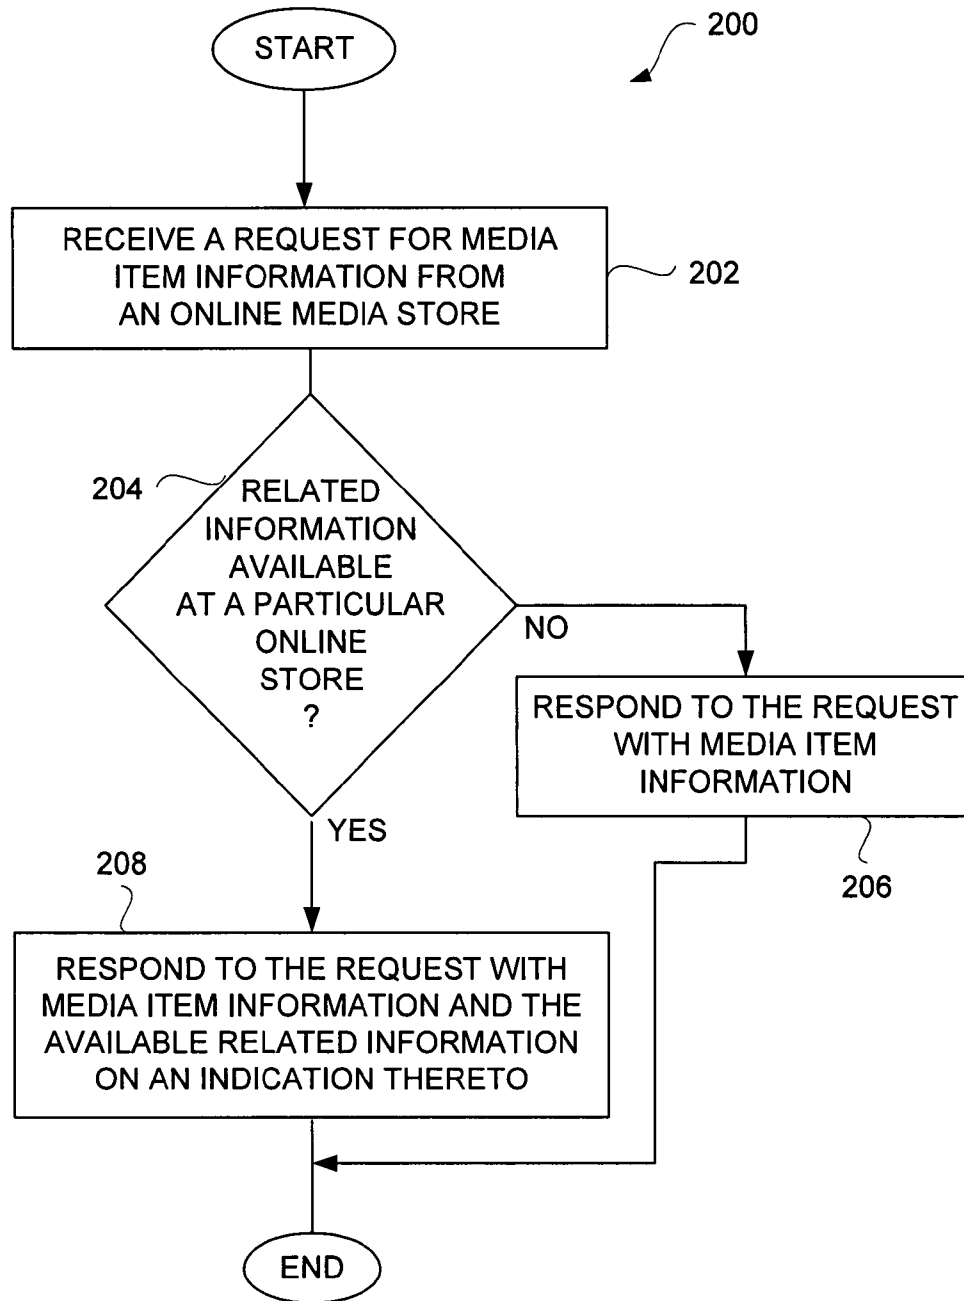 START
200
RECEIVE A REQUEST FOR MEDIA
ITEM INFORMATION FROM
AN ONLINE MEDIA STORE
202
204
RELATED
INFORMATION
AVAILABLE
AT A PARTICULAR
ONLINE
STORE
?
NO
RESPOND TO THE REQUEST
WITH MEDIA ITEM
INFORMATION
206
YES
208
RESPOND TO THE REQUEST WITH
MEDIA ITEM INFORMATION AND THE
AVAILABLE RELATED INFORMATION
ON AN INDICATION THERETO
END